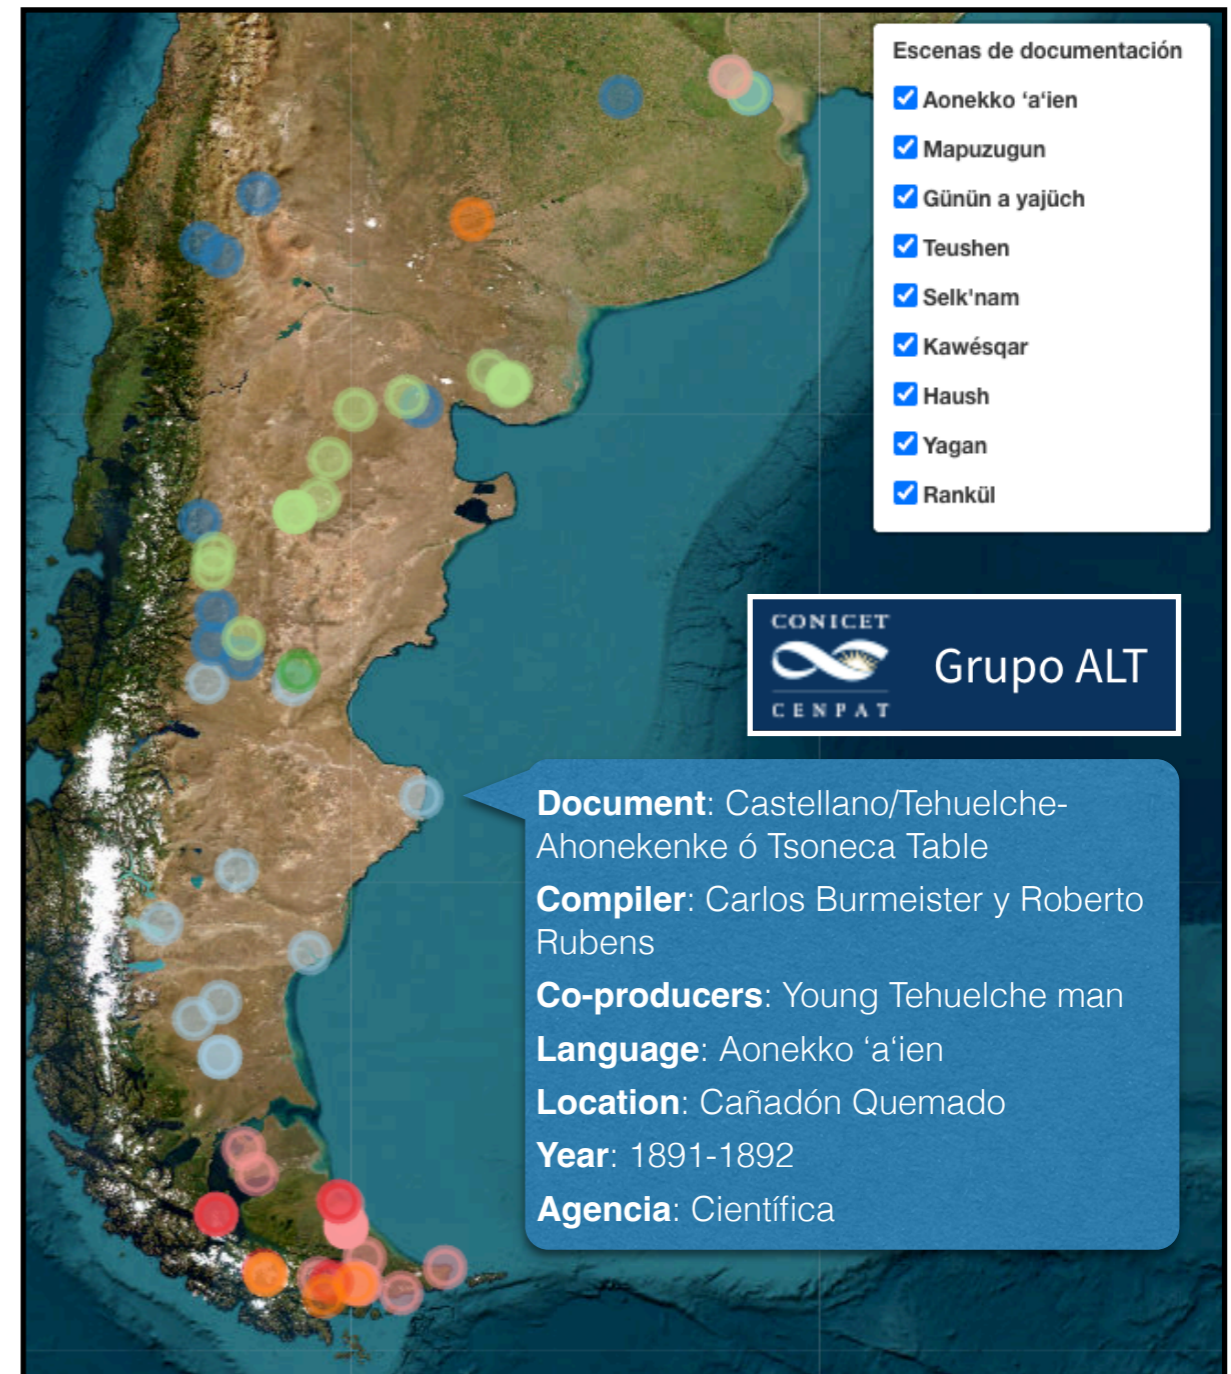 Escenas de documentación
Aonekko ‘a‘ien
Mapuzugun
Günün a yajüch
Teushen
Selk'nam
Kawésqar
Haush
Yagan
Rankül
CONICET
CENPAT
Grupo ALT
Document: Castellano/Tehuelche-
Ahonekenke ó Tsoneca Table
Compiler: Carlos Burmeister y Roberto
Rubens
Co-producers: Young Tehuelche man
Language: Aonekko ‘a‘ien
Location: Cañadón Quemado
Year: 1891-1892
Agencia: Científica